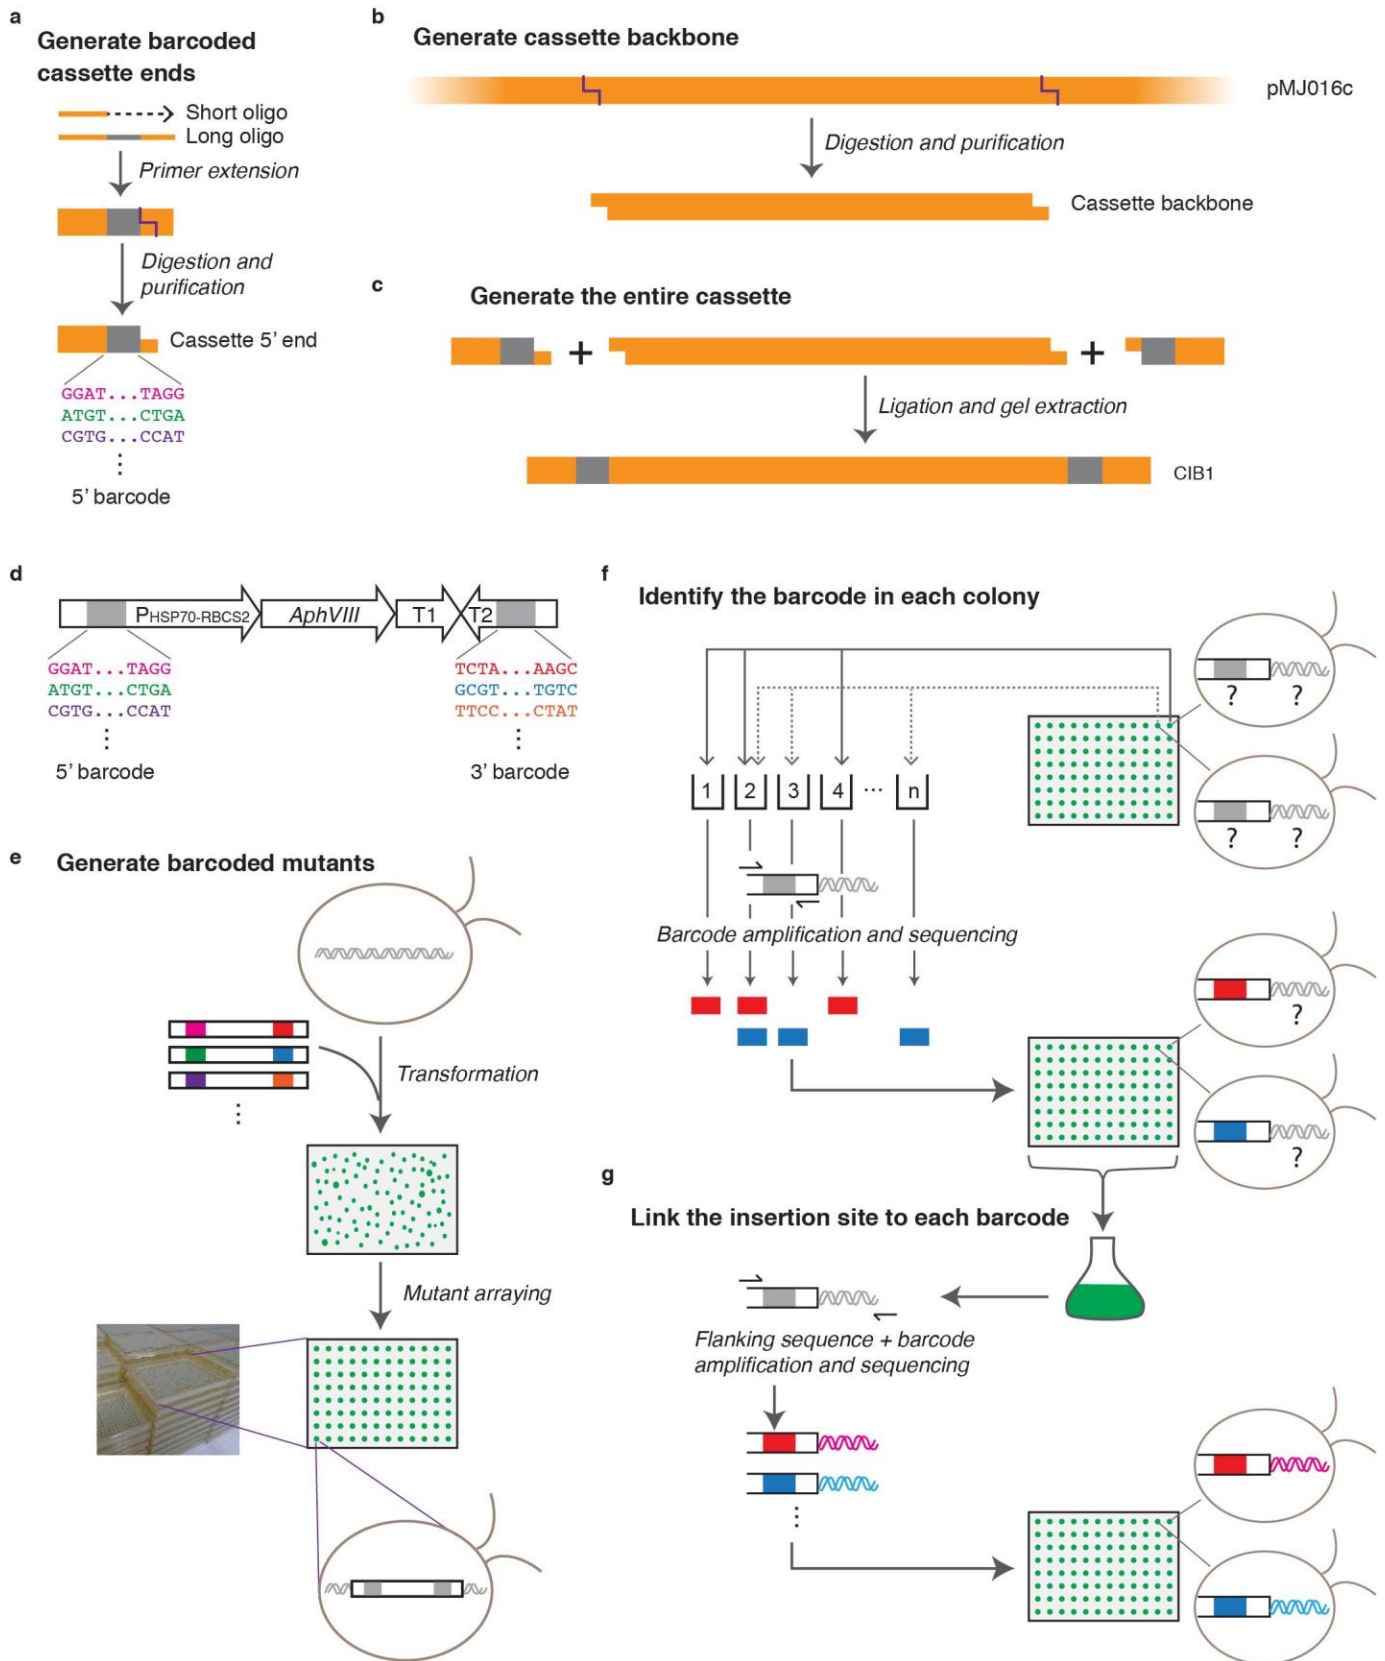 a
Generate barcoded
cassette ends
Short oligo
Long oligo
Primer extension
Digestion and
purification
Cassette 5' end
GGAT...TAGG
ATGT...CTGA
CGTG...CCAT
⋮
5' barcode
b
Generate cassette backbone
pMJ016c
Digestion and purification
Cassette backbone
c
Generate the entire cassette
+ +
Ligation and gel extraction
CIB1
d
PHSP70-RBCS2 AphVIII T1 T2
GGAT...TAGG TCTA...AAGC
ATGT...CTGA GCGT...TGTC
CGTG...CCAT TTCC...CTAT
⋮ ⋮
5' barcode 3' barcode
e
Generate barcoded mutants
Transformation
⋮
Mutant arraying
f
Identify the barcode in each colony
? ?
1 2 3 4 ... n
? ?
Barcode amplification and sequencing
?
?
g
Link the insertion site to each barcode
Flanking sequence + barcode
amplification and sequencing
⋮